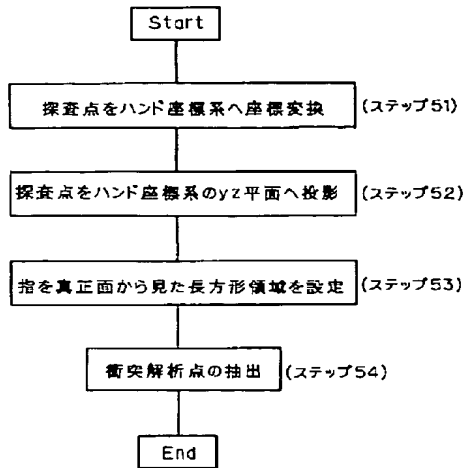 Start
探査点をハンド座標系へ座標変換 (ステップ51)
探査点をハンド座標系のyz平面へ投影 (ステップ52)
指を真正面から見た長方形領域を設定 (ステップ53)
衝突解析点の抽出 (ステップ54)
End